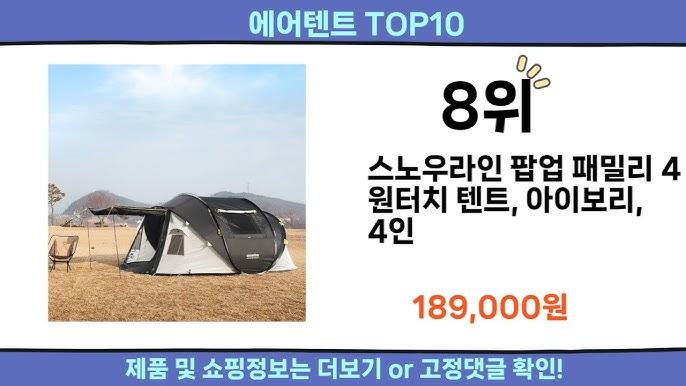 에어텐트 TOP10
8위
스노우라인 팝업 패밀리 4
원터치 텐트, 아이보리,
4인
189,000원
제품 및 쇼핑정보는 더보기 or 고정댓글 확인!